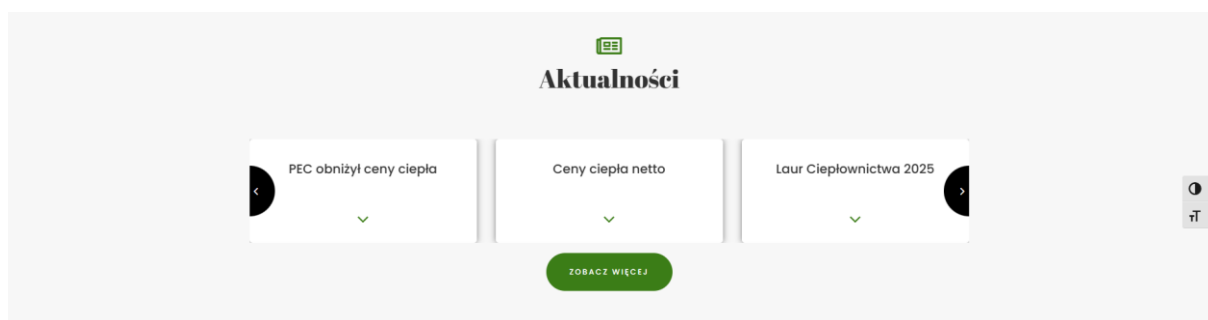 Aktualności
PEC obniżył ceny ciepła
Ceny ciepła netto
Laur Ciepłownictwa 2025
ZOBACZ WIĘCEJ